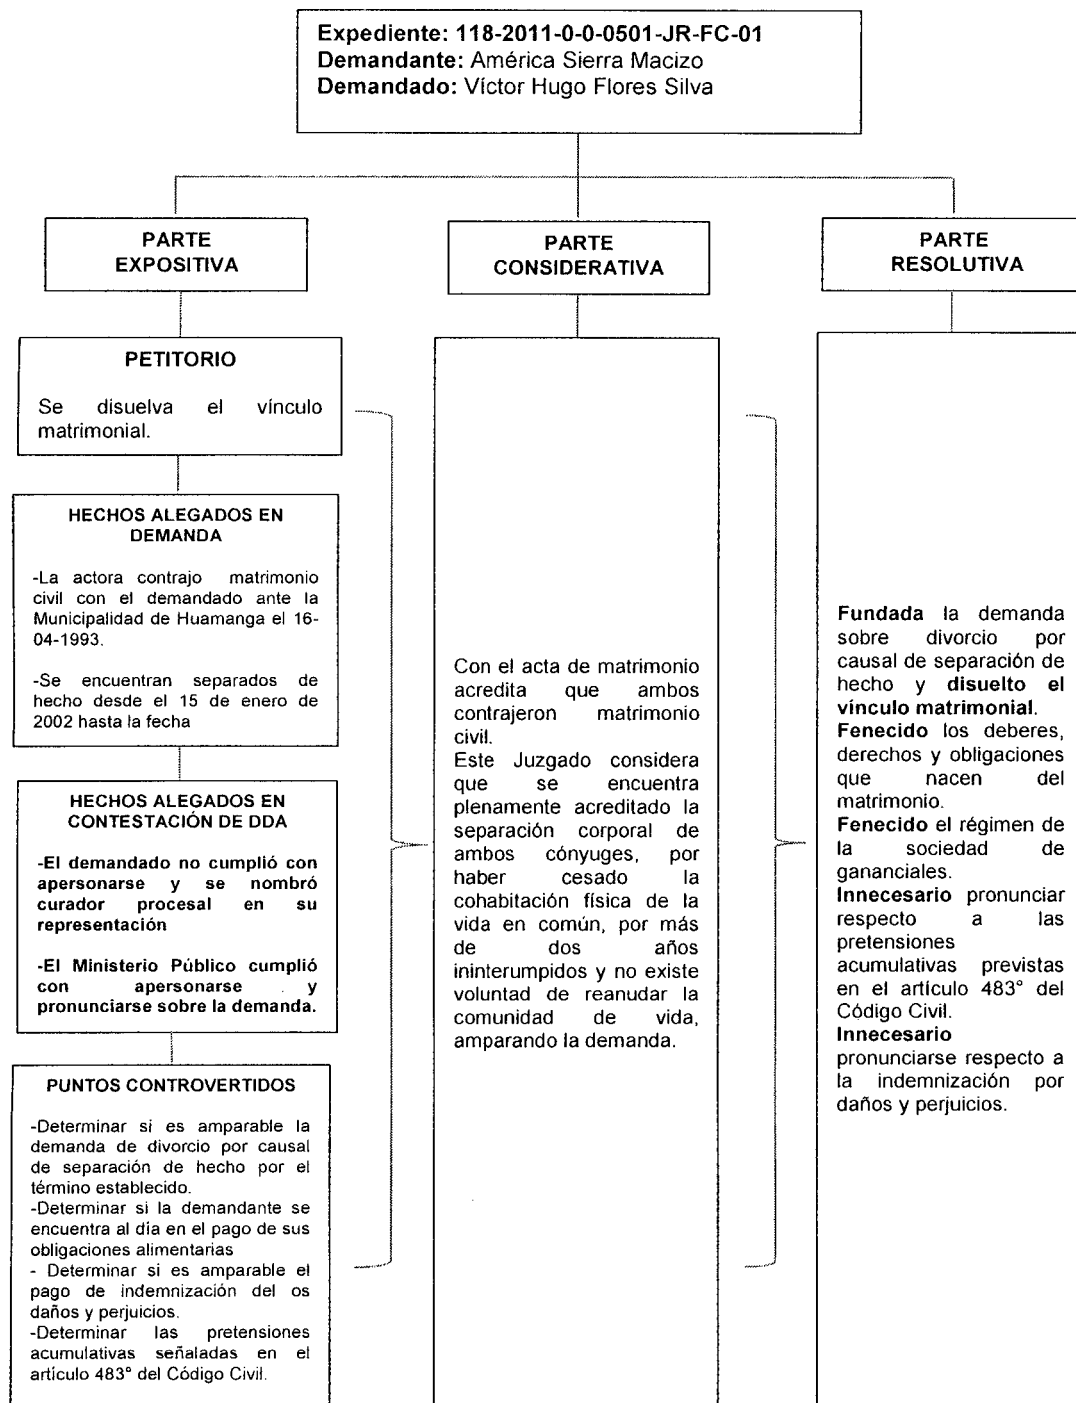 Expediente: 118-2011-0-0-0501-JR-FC-01
Demandante: América Sierra Macizo
Demandado: Víctor Hugo Flores Silva
PARTE
EXPOSITIVA
PETITORIO
Se disuelva el vínculo
matrimonial.
HECHOS ALEGADOS EN
DEMANDA
-La actora contrajo matrimonio
civil con el demandado ante la
Municipalidad de Huamanga el 16-
04-1993.
-Se encuentran separados de
hecho desde el 15 de enero de
2002 hasta la fecha
HECHOS ALEGADOS EN
CONTESTACIÓN DE DDA
-El demandado no cumplió con
apersonarse y se nombró
curador procesal en su
representación
-El Ministerio Público cumplió
con apersonarse y
pronunciarse sobre la demanda.
PUNTOS CONTROVERTIDOS
-Determinar si es amparable la
demanda de divorcio por causal
de separación de hecho por el
término establecido.
-Determinar si la demandante se
encuentra al día en el pago de sus
obligaciones alimentarias
- Determinar si es amparable el
pago de indemnización del os
daños y perjuicios.
-Determinar las pretensiones
acumulativas señaladas en el
artículo 483° del Código Civil.
PARTE
CONSIDERATIVA
Con el acta de matrimonio
acredita que ambos
contrajeron matrimonio
civil.
Este Juzgado considera
que se encuentra
plenamente acreditado la
separación corporal de
ambos cónyuges, por
haber cesado la
cohabitación física de la
vida en común, por más
de dos años
ininterumpidos y no existe
voluntad de reanudar la
comunidad de vida,
amparando la demanda.
PARTE
RESOLUTIVA
Fundada la demanda
sobre divorcio por
causal de separación de
hecho y disuelto el
vínculo matrimonial.
Fenecido los deberes,
derechos y obligaciones
que nacen del
matrimonio.
Fenecido el régimen de
la sociedad de
gananciales.
Innecesario pronunciar
respecto a las
pretensiones
acumulativas previstas
en el artículo 483° del
Código Civil.
Innecesario
pronunciarse respecto a
la indemnización por
daños y perjuicios.